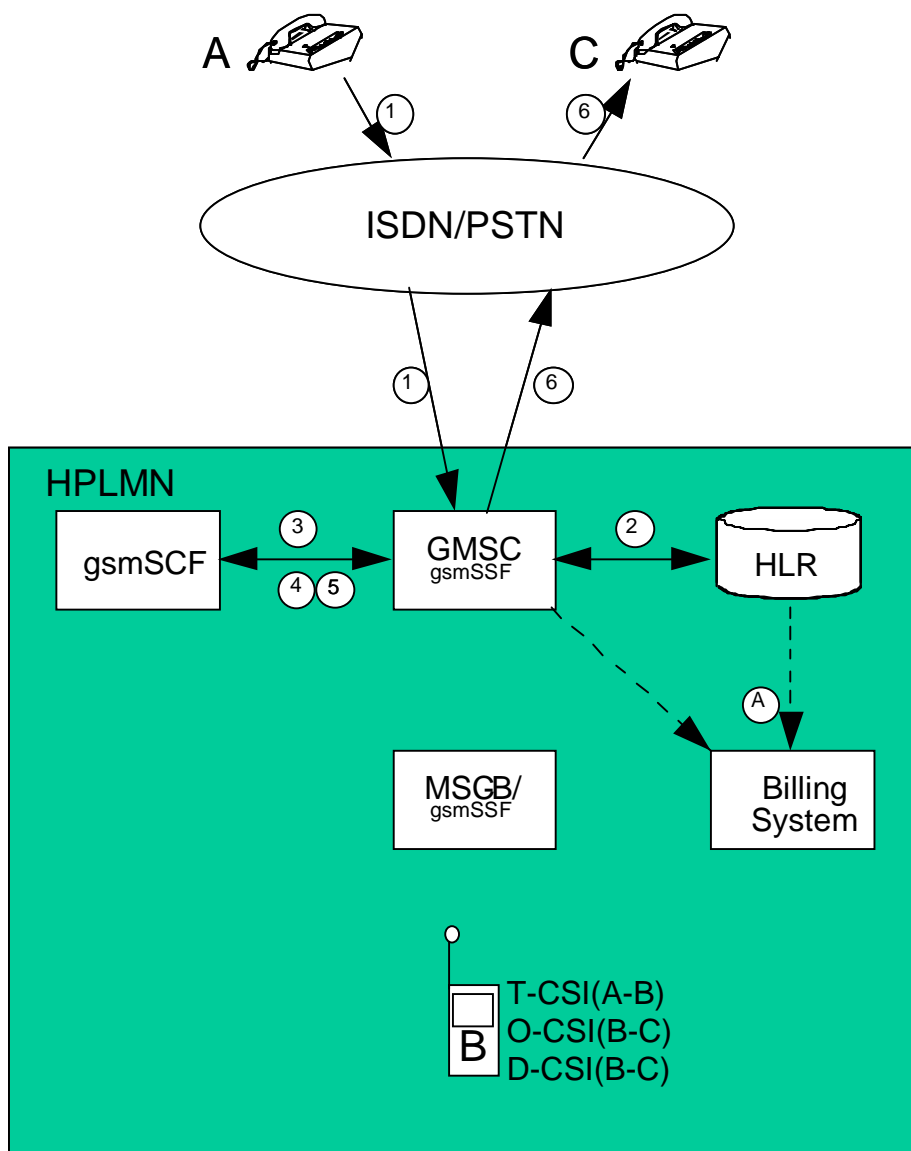 A
C
1
6
ISDN/PSTN
1
6
HPLMN
gsmSCF
3
4 5
GMSC
gsmSSF
2
HLR
A
MSCB/
gsmSSF
Billing
System
B
T-CSI(A-B)
O-CSI(B-C)
D-CSI(B-C)